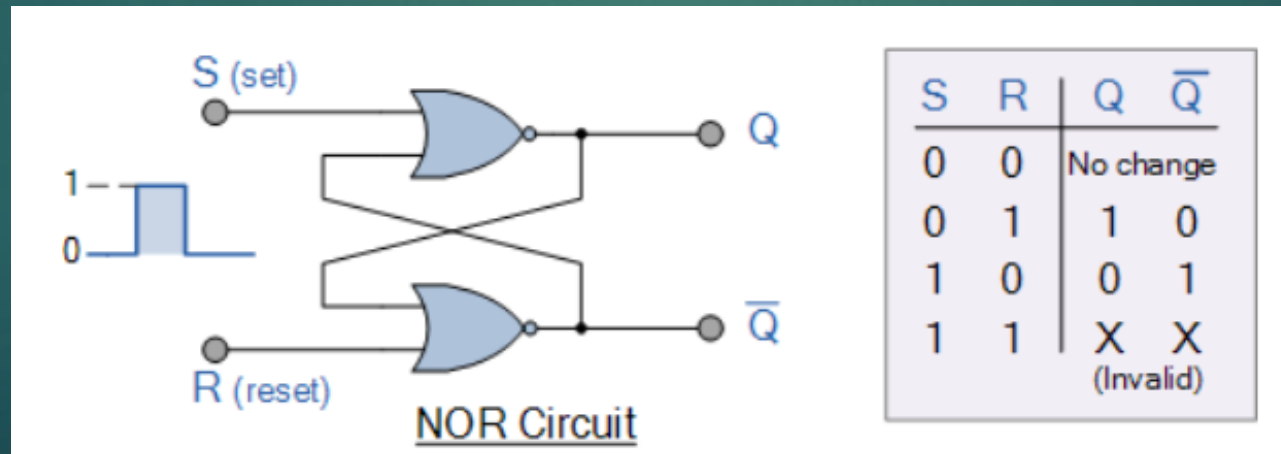 S (set)
Q
1
0
Q̅
R (reset)
NOR Circuit
S R Q Q̅
0 0 No change
0 1 1 0
1 0 0 1
1 1 X X
(Invalid)